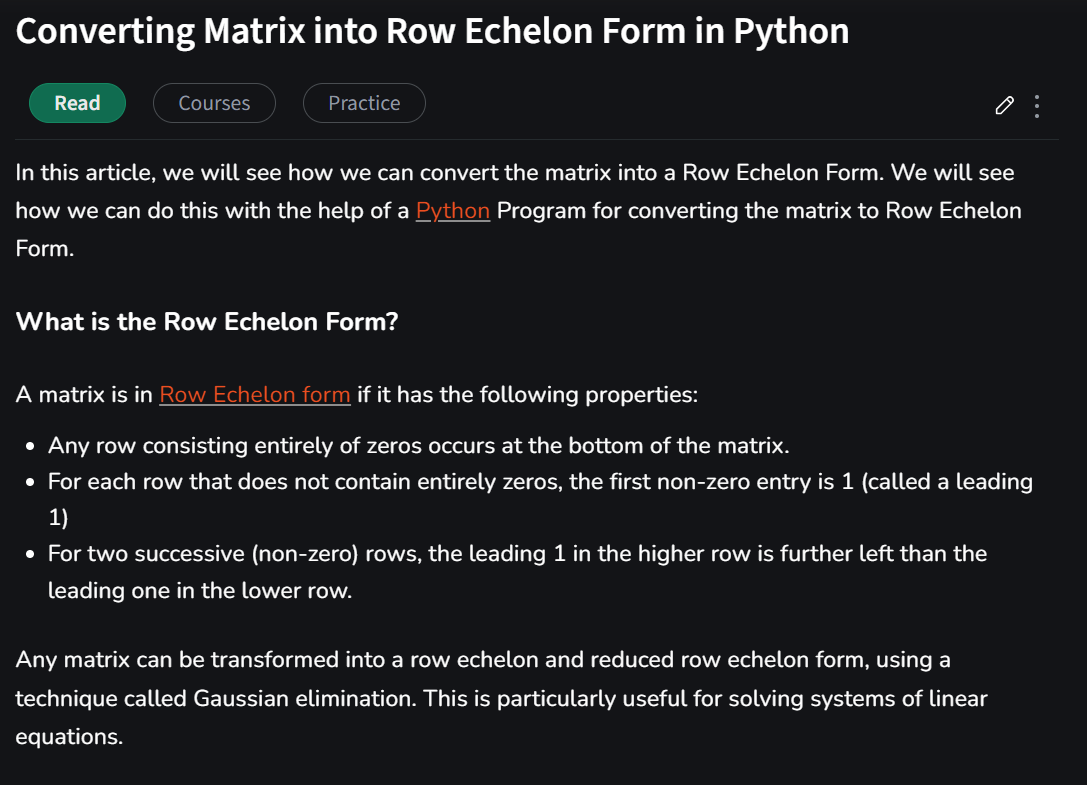 Converting Matrix into Row Echelon Form in Python
Read
Courses
Practice
In this article, we will see how we can convert the matrix into a Row Echelon Form. We will see
how we can do this with the help of a Python Program for converting the matrix to Row Echelon
Form.
What is the Row Echelon Form?
A matrix is in Row Echelon form if it has the following properties:
• Any row consisting entirely of zeros occurs at the bottom of the matrix.
• For each row that does not contain entirely zeros, the first non-zero entry is 1 (called a leading
1)
• For two successive (non-zero) rows, the leading 1 in the higher row is further left than the
leading one in the lower row.
Any matrix can be transformed into a row echelon and reduced row echelon form, using a
technique called Gaussian elimination. This is particularly useful for solving systems of linear
equations.